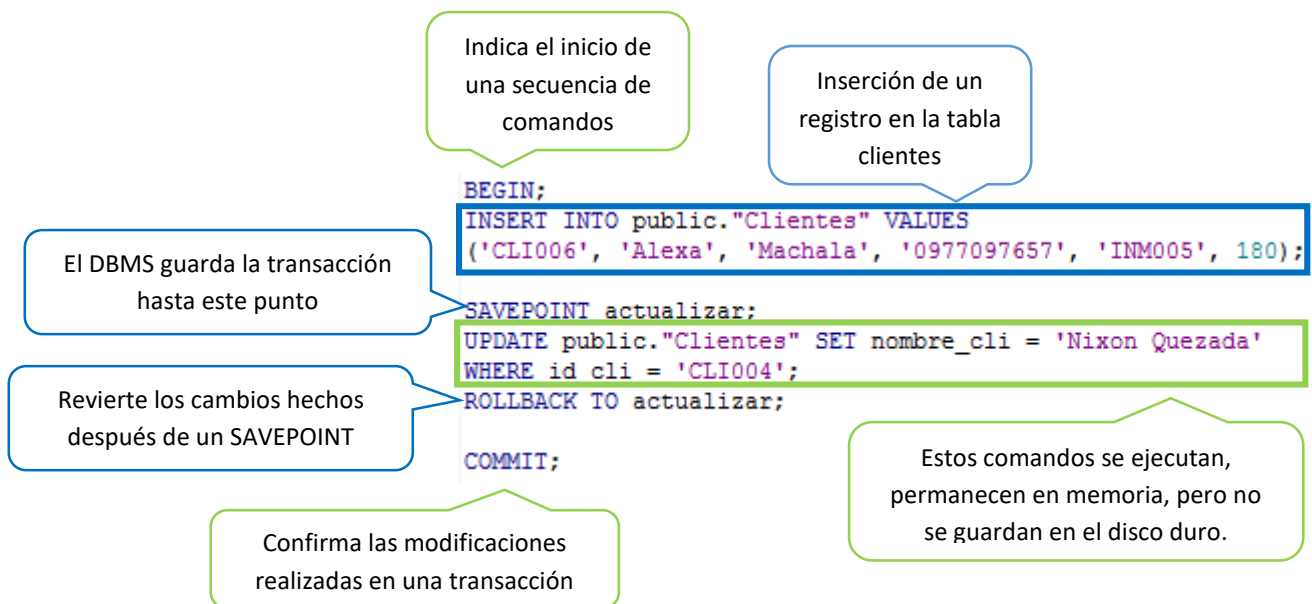 Indica el inicio de
una secuencia de
comandos
Inserción de un
registro en la tabla
clientes
BEGIN;
INSERT INTO public."Clientes" VALUES
('CLI006', 'Alexa', 'Machala', '0977097657', 'INM005', 180);
El DBMS guarda la transacción
hasta este punto
SAVEPOINT actualizar;
UPDATE public."Clientes" SET nombre_cli = 'Nixon Quezada'
WHERE id cli = 'CLI004';
Revierte los cambios hechos
después de un SAVEPOINT
ROLLBACK TO actualizar;
COMMIT;
Estos comandos se ejecutan,
permanecen en memoria, pero no
se guardan en el disco duro.
Confirma las modificaciones
realizadas en una transacción